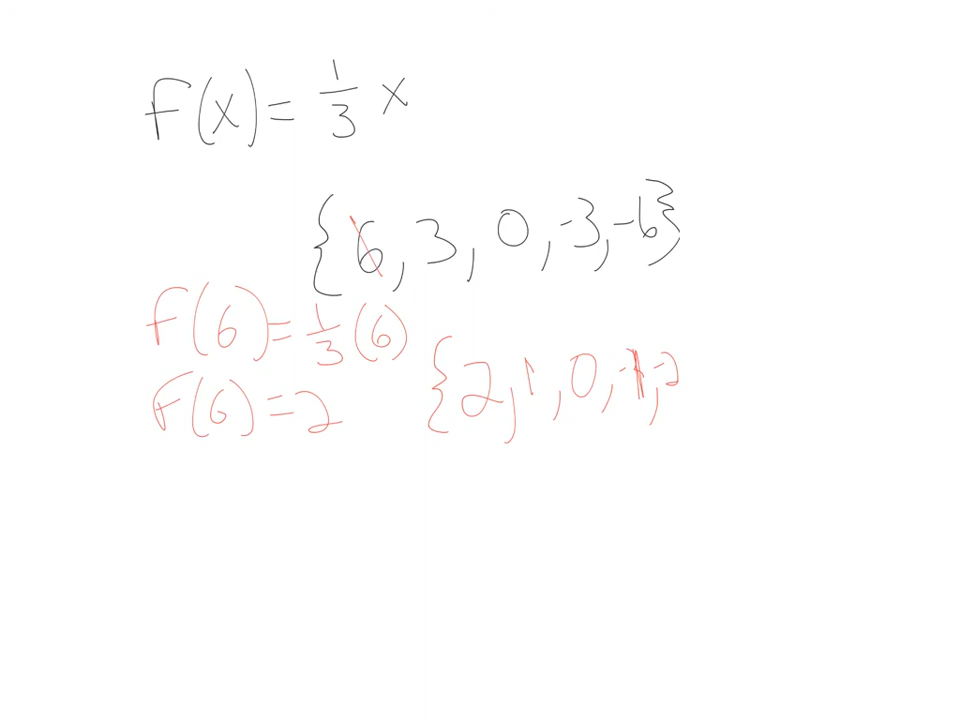 F(x) = 1/3 x
{6, 3, 0, -3, -6}
F(6) = 1/3 (6)
F(6) = 2
{2, 1, 0, -1, -2